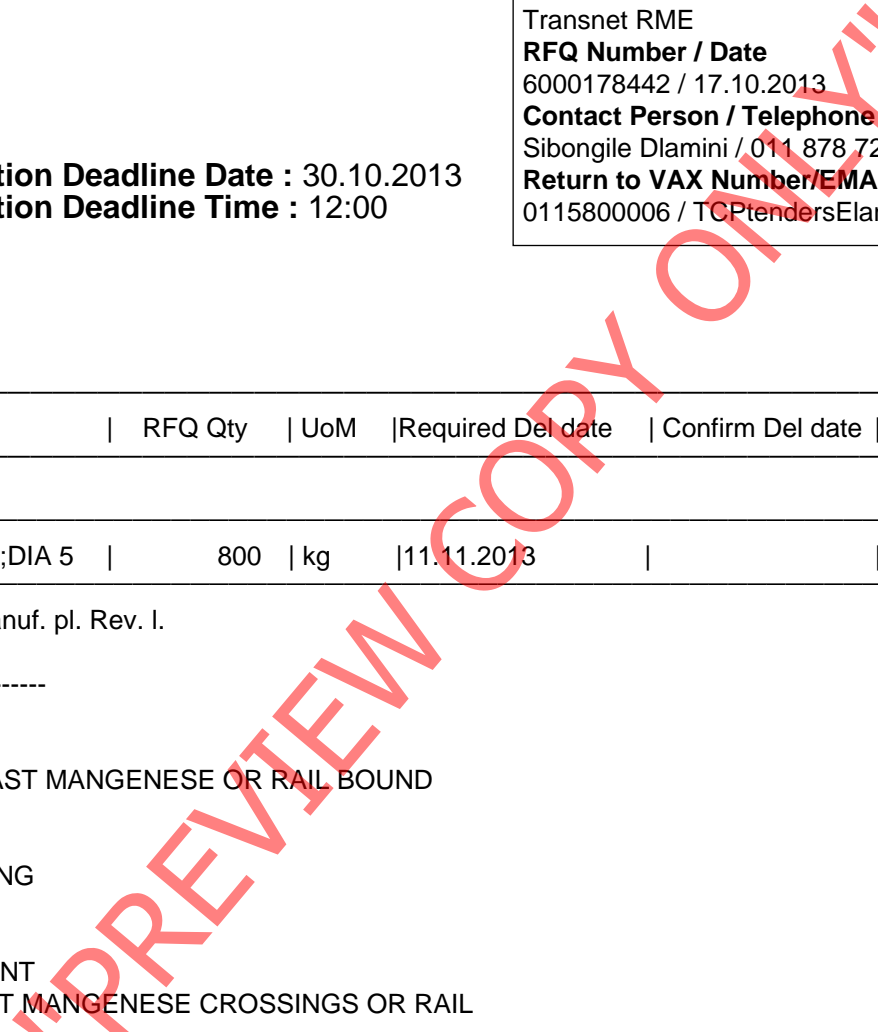 Transnet RME
RFQ Number / Date
6000178442 / 17.10.2013
Contact Person / Telephone
Sibongile Dlamini / 011 878 72
tion Deadline Date : 30.10.2013
Return to VAX Number/EMA
tion Deadline Time : 12:00
0115800006 / TCPtendersElan
| RFQ Qty | UoM |Required Del date | Confirm Del date |
;DIA 5 | 800 | kg |11.11.2013 | |
anuf. pl. Rev. I.
------
AST MANGENESE OR RAIL BOUND
NG
NT
T MANGENESE CROSSINGS OR RAIL
"PREVIEW COPY ONLY"